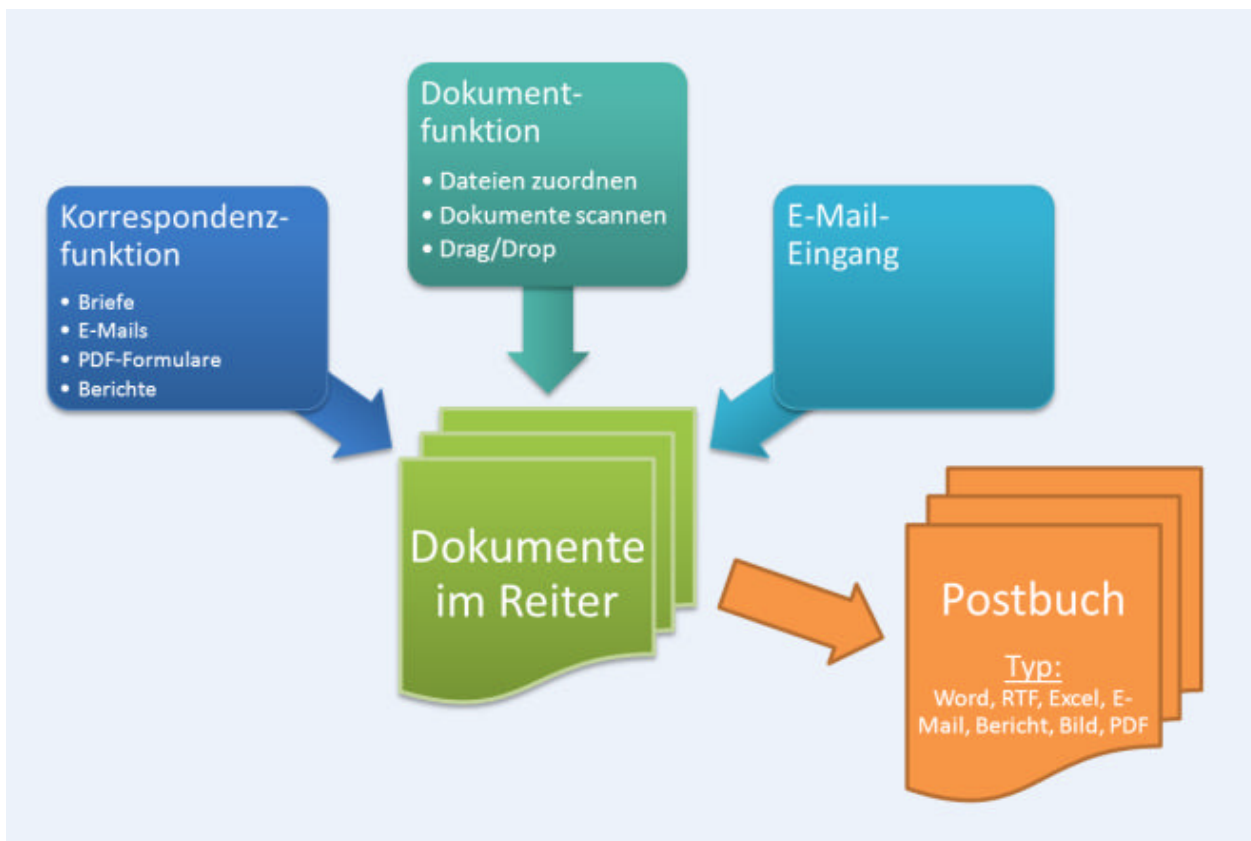 Dokument-
funktion
• Dateien zuordnen
• Dokumente scannen
• Drag/Drop
Korrespondenz-
funktion
• Briefe
• E-Mails
• PDF-Formulare
• Berichte
E-Mail-
Eingang
Dokumente
im Reiter
Postbuch
Typ:
Word, RTF, Excel, E-
Mail, Bericht, Bild, PDF